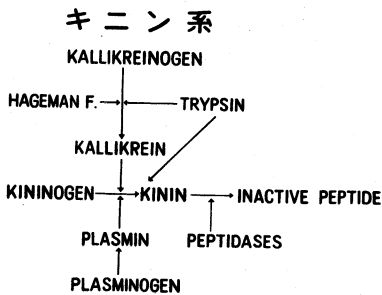 キニン系
KALLIKREINOGEN
HAGEMAN F.
TRYPSIN
KALLIKREIN
KININOGEN
KININ
INACTIVE PEPTIDE
PLASMIN
PEPTIDASES
PLASMINOGEN